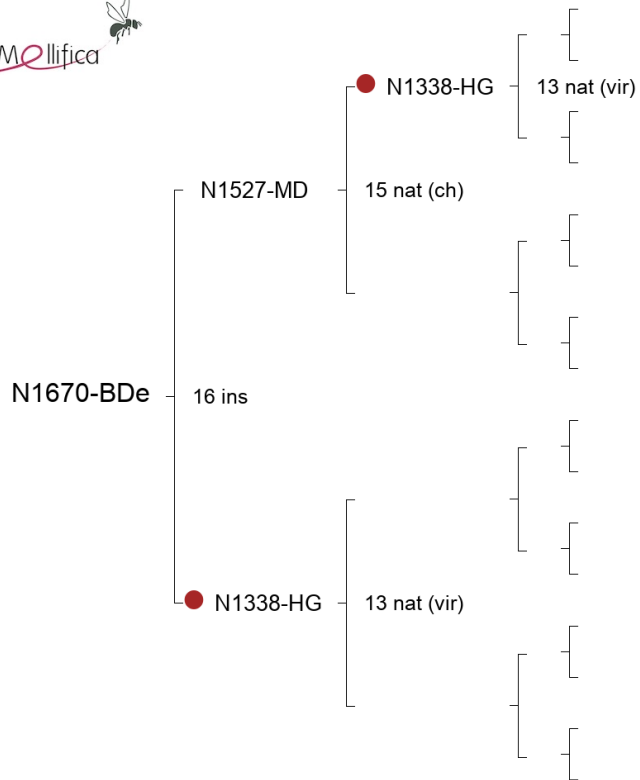 Mellifica
N1338-HG 13 nat (vir)
N1527-MD 15 nat (ch)
N1670-BDe 16 ins
N1338-HG 13 nat (vir)